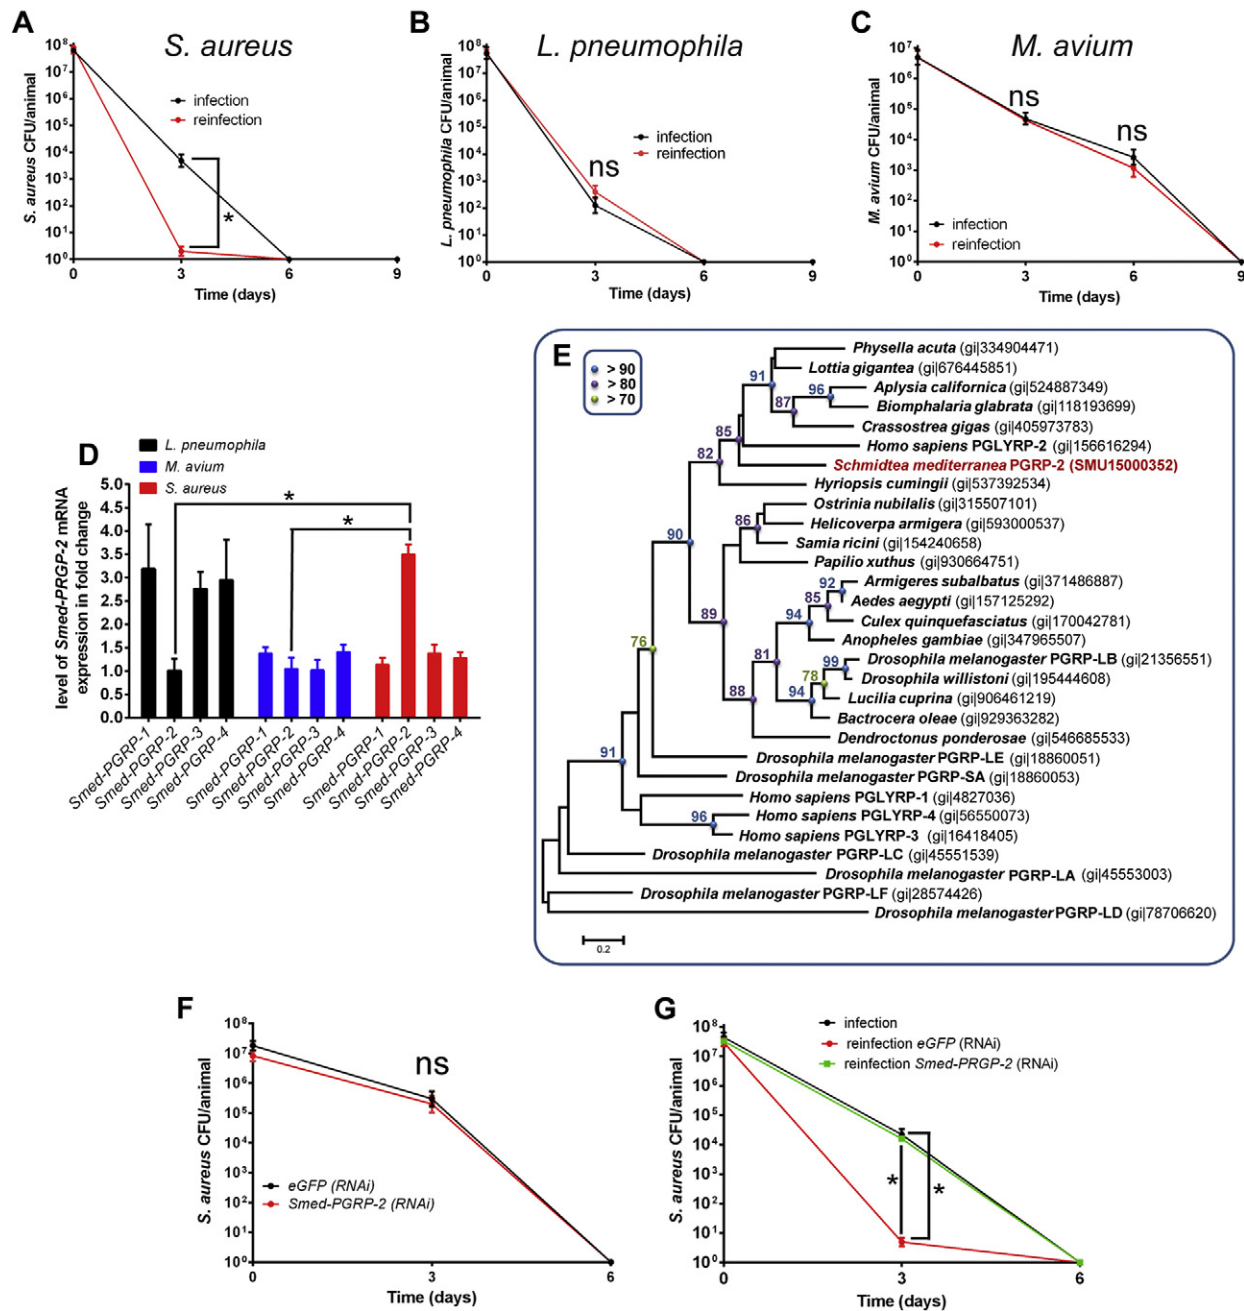 A
S. aureus
10⁸
10⁷
10⁶
10⁵
10⁴
10³
10²
10¹
10⁰
S. aureus CFU/animal
infection
reinfection
*
0
3
6
9
Time (days)
B
L. pneumophila
10⁸
10⁷
10⁶
10⁵
10⁴
10³
10²
10¹
10⁰
L. pneumophila CFU/animal
infection
reinfection
ns
0
3
6
9
Time (days)
C
M. avium
10⁷
10⁶
10⁵
10⁴
10³
10²
10¹
10⁰
M. avium CFU/animal
ns
ns
infection
reinfection
0
3
6
9
Time (days)
D
L. pneumophila
M. avium
S. aureus
level of Smed-PRGP-2 mRNA
expression in fold change
5.0
4.5
4.0
3.5
3.0
2.5
2.0
1.5
1.0
0.5
0.0
*
*
Smed-PGRP-1
Smed-PGRP-2
Smed-PGRP-3
Smed-PGRP-4
Smed-PGRP-1
Smed-PGRP-2
Smed-PGRP-3
Smed-PGRP-4
Smed-PGRP-1
Smed-PGRP-2
Smed-PGRP-3
Smed-PGRP-4
E
> 90
> 80
> 70
Physella acuta (gi|334904471)
Lottia gigantea (gi|676445851)
Aplysia californica (gi|524887349)
Biomphalaria glabrata (gi|118193699)
Crassostrea gigas (gi|405973783)
Homo sapiens PGLYRP-2 (gi|156616294)
Schmidtea mediterranea PGRP-2 (SMU15000352)
Hyriopsis cumingii (gi|537392534)
Ostrinia nubilalis (gi|315507101)
Helicoverpa armigera (gi|593000537)
Samia ricini (gi|154240658)
Papilio xuthus (gi|930664751)
Armigeres subalbatus (gi|371486887)
Aedes aegypti (gi|157125292)
Culex quinquefasciatus (gi|170042781)
Anopheles gambiae (gi|347965507)
Drosophila melanogaster PGRP-LB (gi|21356551)
Drosophila willistoni (gi|195444608)
Lucilia cuprina (gi|906461219)
Bactrocera oleae (gi|929363282)
Dendroctonus ponderosae (gi|546685533)
Drosophila melanogaster PGRP-LE (gi|18860051)
Drosophila melanogaster PGRP-SA (gi|18860053)
Homo sapiens PGLYRP-1 (gi|4827036)
Homo sapiens PGLYRP-4 (gi|56550073)
Homo sapiens PGLYRP-3 (gi|16418405)
Drosophila melanogaster PGRP-LC (gi|45551539)
Drosophila melanogaster PGRP-LA (gi|45553003)
Drosophila melanogaster PGRP-LF (gi|28574426)
Drosophila melanogaster PGRP-LD (gi|78706620)
91
96
87
85
82
90
86
92
85
94
89
81
99
78
94
88
76
91
96
0.2
F
10⁸
10⁷
10⁶
10⁵
10⁴
10³
10²
10¹
10⁰
S. aureus CFU/animal
ns
eGFP (RNAi)
Smed-PGRP-2 (RNAi)
0
3
6
Time (days)
G
infection
reinfection eGFP (RNAi)
reinfection Smed-PRGP-2 (RNAi)
10⁸
10⁷
10⁶
10⁵
10⁴
10³
10²
10¹
10⁰
S. aureus CFU/animal
*
*
0
3
6
Time (days)